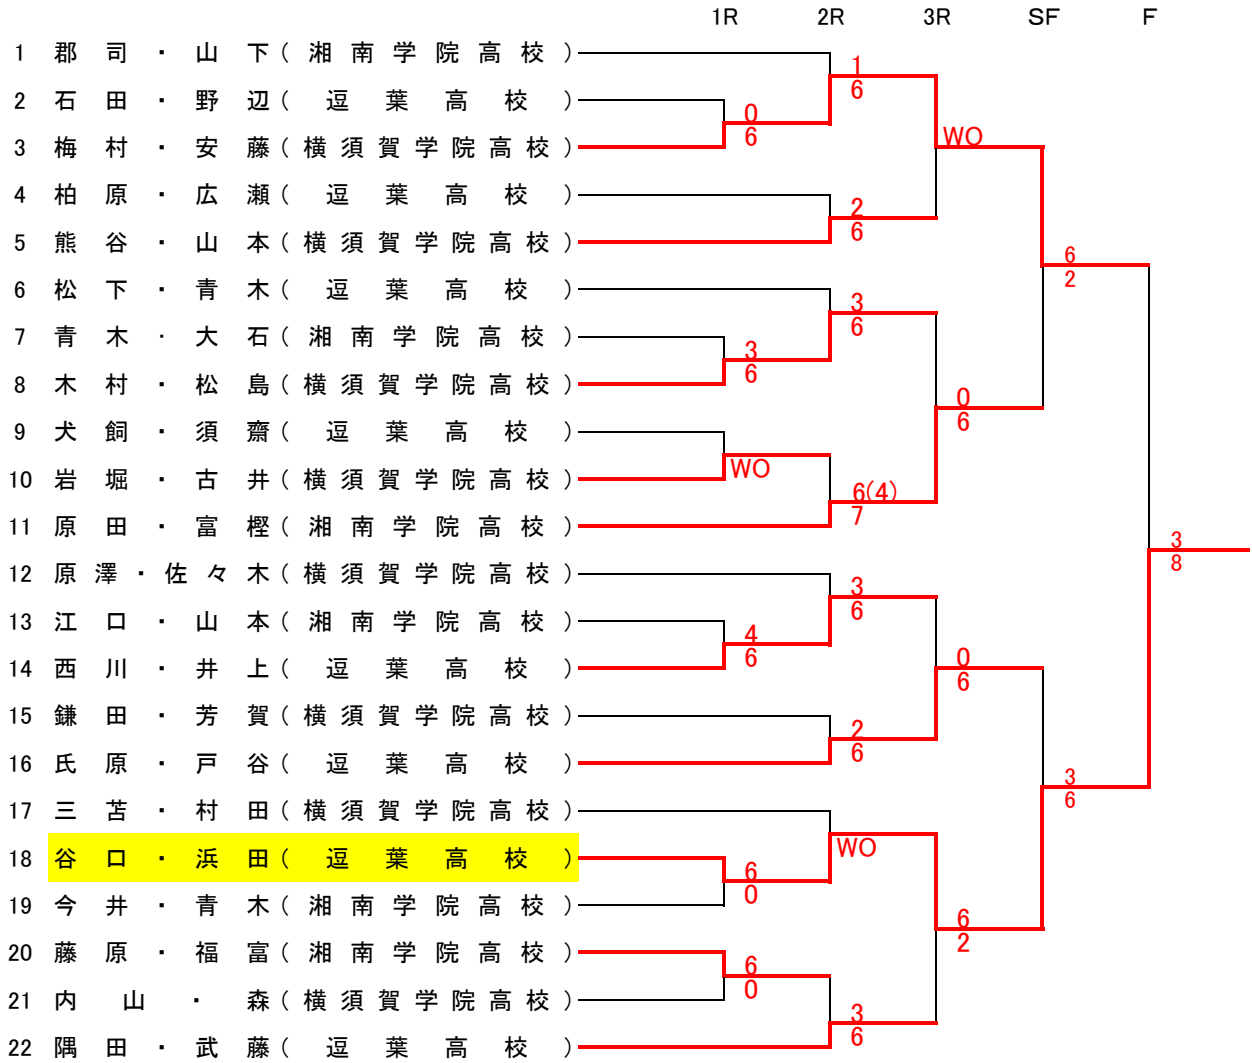 1R 2R 3R SF F
1 郡司・山下(湘南学院高校)
1
6
2 石田・野辺(逗葉高校)
0
6
3 梅村・安藤(横須賀学院高校)
WO
4 柏原・広瀬(逗葉高校)
2
6
5 熊谷・山本(横須賀学院高校)
6
2
6 松下・青木(逗葉高校)
3
6
7 青木・大石(湘南学院高校)
3
6
8 木村・松島(横須賀学院高校)
0
6
9 犬飼・須齋(逗葉高校)
WO
10 岩堀・古井(横須賀学院高校)
6(4)
7
11 原田・富樫(湘南学院高校)
3
8
12 原澤・佐々木(横須賀学院高校)
3
6
13 江口・山本(湘南学院高校)
4
6
14 西川・井上(逗葉高校)
0
6
15 鎌田・芳賀(横須賀学院高校)
2
6
16 氏原・戸谷(逗葉高校)
3
6
17 三苫・村田(横須賀学院高校)
WO
18 谷口・浜田(逗葉高校)
6
0
19 今井・青木(湘南学院高校)
6
2
20 藤原・福富(湘南学院高校)
6
0
21 内山・森(横須賀学院高校)
3
6
22 隅田・武藤(逗葉高校)